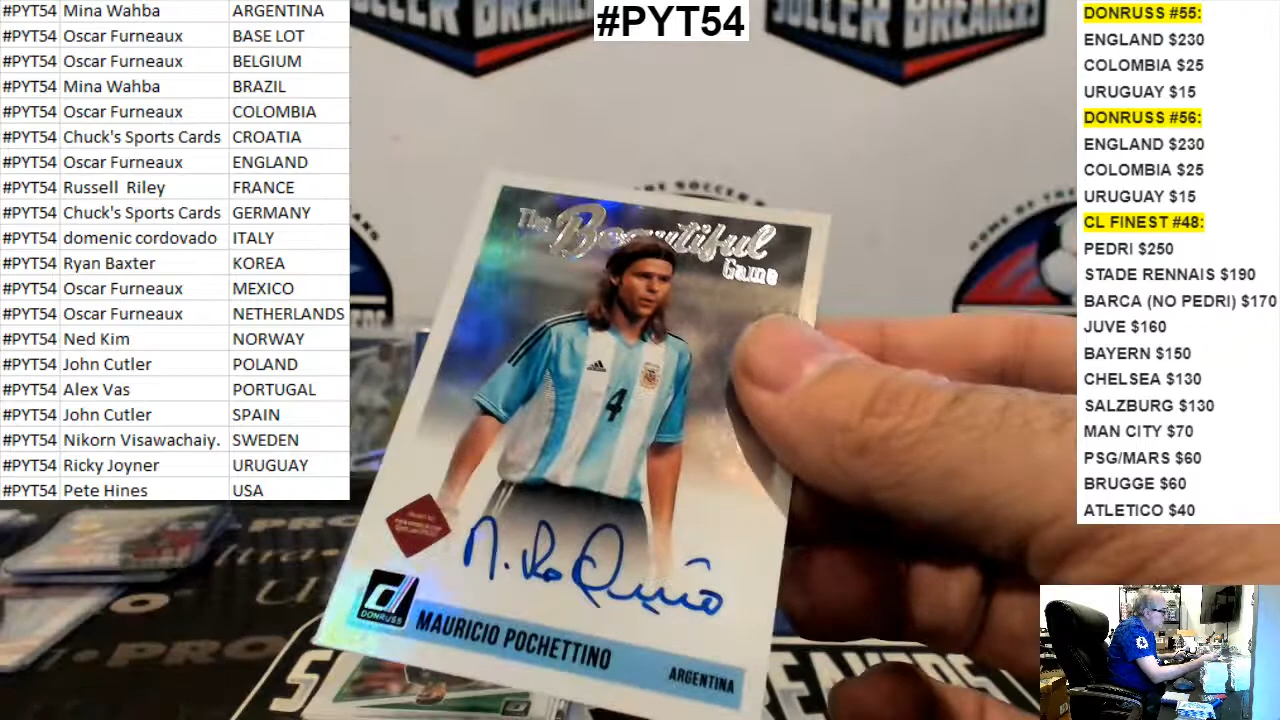 #PYT54 Mina Wahba ARGENTINA
#PYT54 Oscar Furneaux BASE LOT
#PYT54 Oscar Furneaux BELGIUM
#PYT54 Mina Wahba BRAZIL
#PYT54 Oscar Furneaux COLOMBIA
#PYT54 Chuck's Sports Cards CROATIA
#PYT54 Oscar Furneaux ENGLAND
#PYT54 Russell Riley FRANCE
#PYT54 Chuck's Sports Cards GERMANY
#PYT54 domenic cordovado ITALY
#PYT54 Ryan Baxter KOREA
#PYT54 Oscar Furneaux MEXICO
#PYT54 Oscar Furneaux NETHERLANDS
#PYT54 Ned Kim NORWAY
#PYT54 John Cutler POLAND
#PYT54 Alex Vas PORTUGAL
#PYT54 John Cutler SPAIN
#PYT54 Nikorn Visawachaiy. SWEDEN
#PYT54 Ricky Joyner URUGUAY
#PYT54 Pete Hines USA
#PYT54
SOCCER BREAKERS
The Beautiful
Game
adidas
4
DONRUSS
MAURICIO POCHETTINO
ARGENTINA
DONRUSS #55:
ENGLAND $230
COLOMBIA $25
URUGUAY $15
DONRUSS #56:
ENGLAND $230
COLOMBIA $25
URUGUAY $15
CL FINEST #48:
PEDRI $250
STADE RENNAIS $190
BARCA (NO PEDRI) $170
JUVE $160
BAYERN $150
CHELSEA $130
SALZBURG $130
MAN CITY $70
PSG/MARS $60
BRUGGE $60
ATLETICO $40